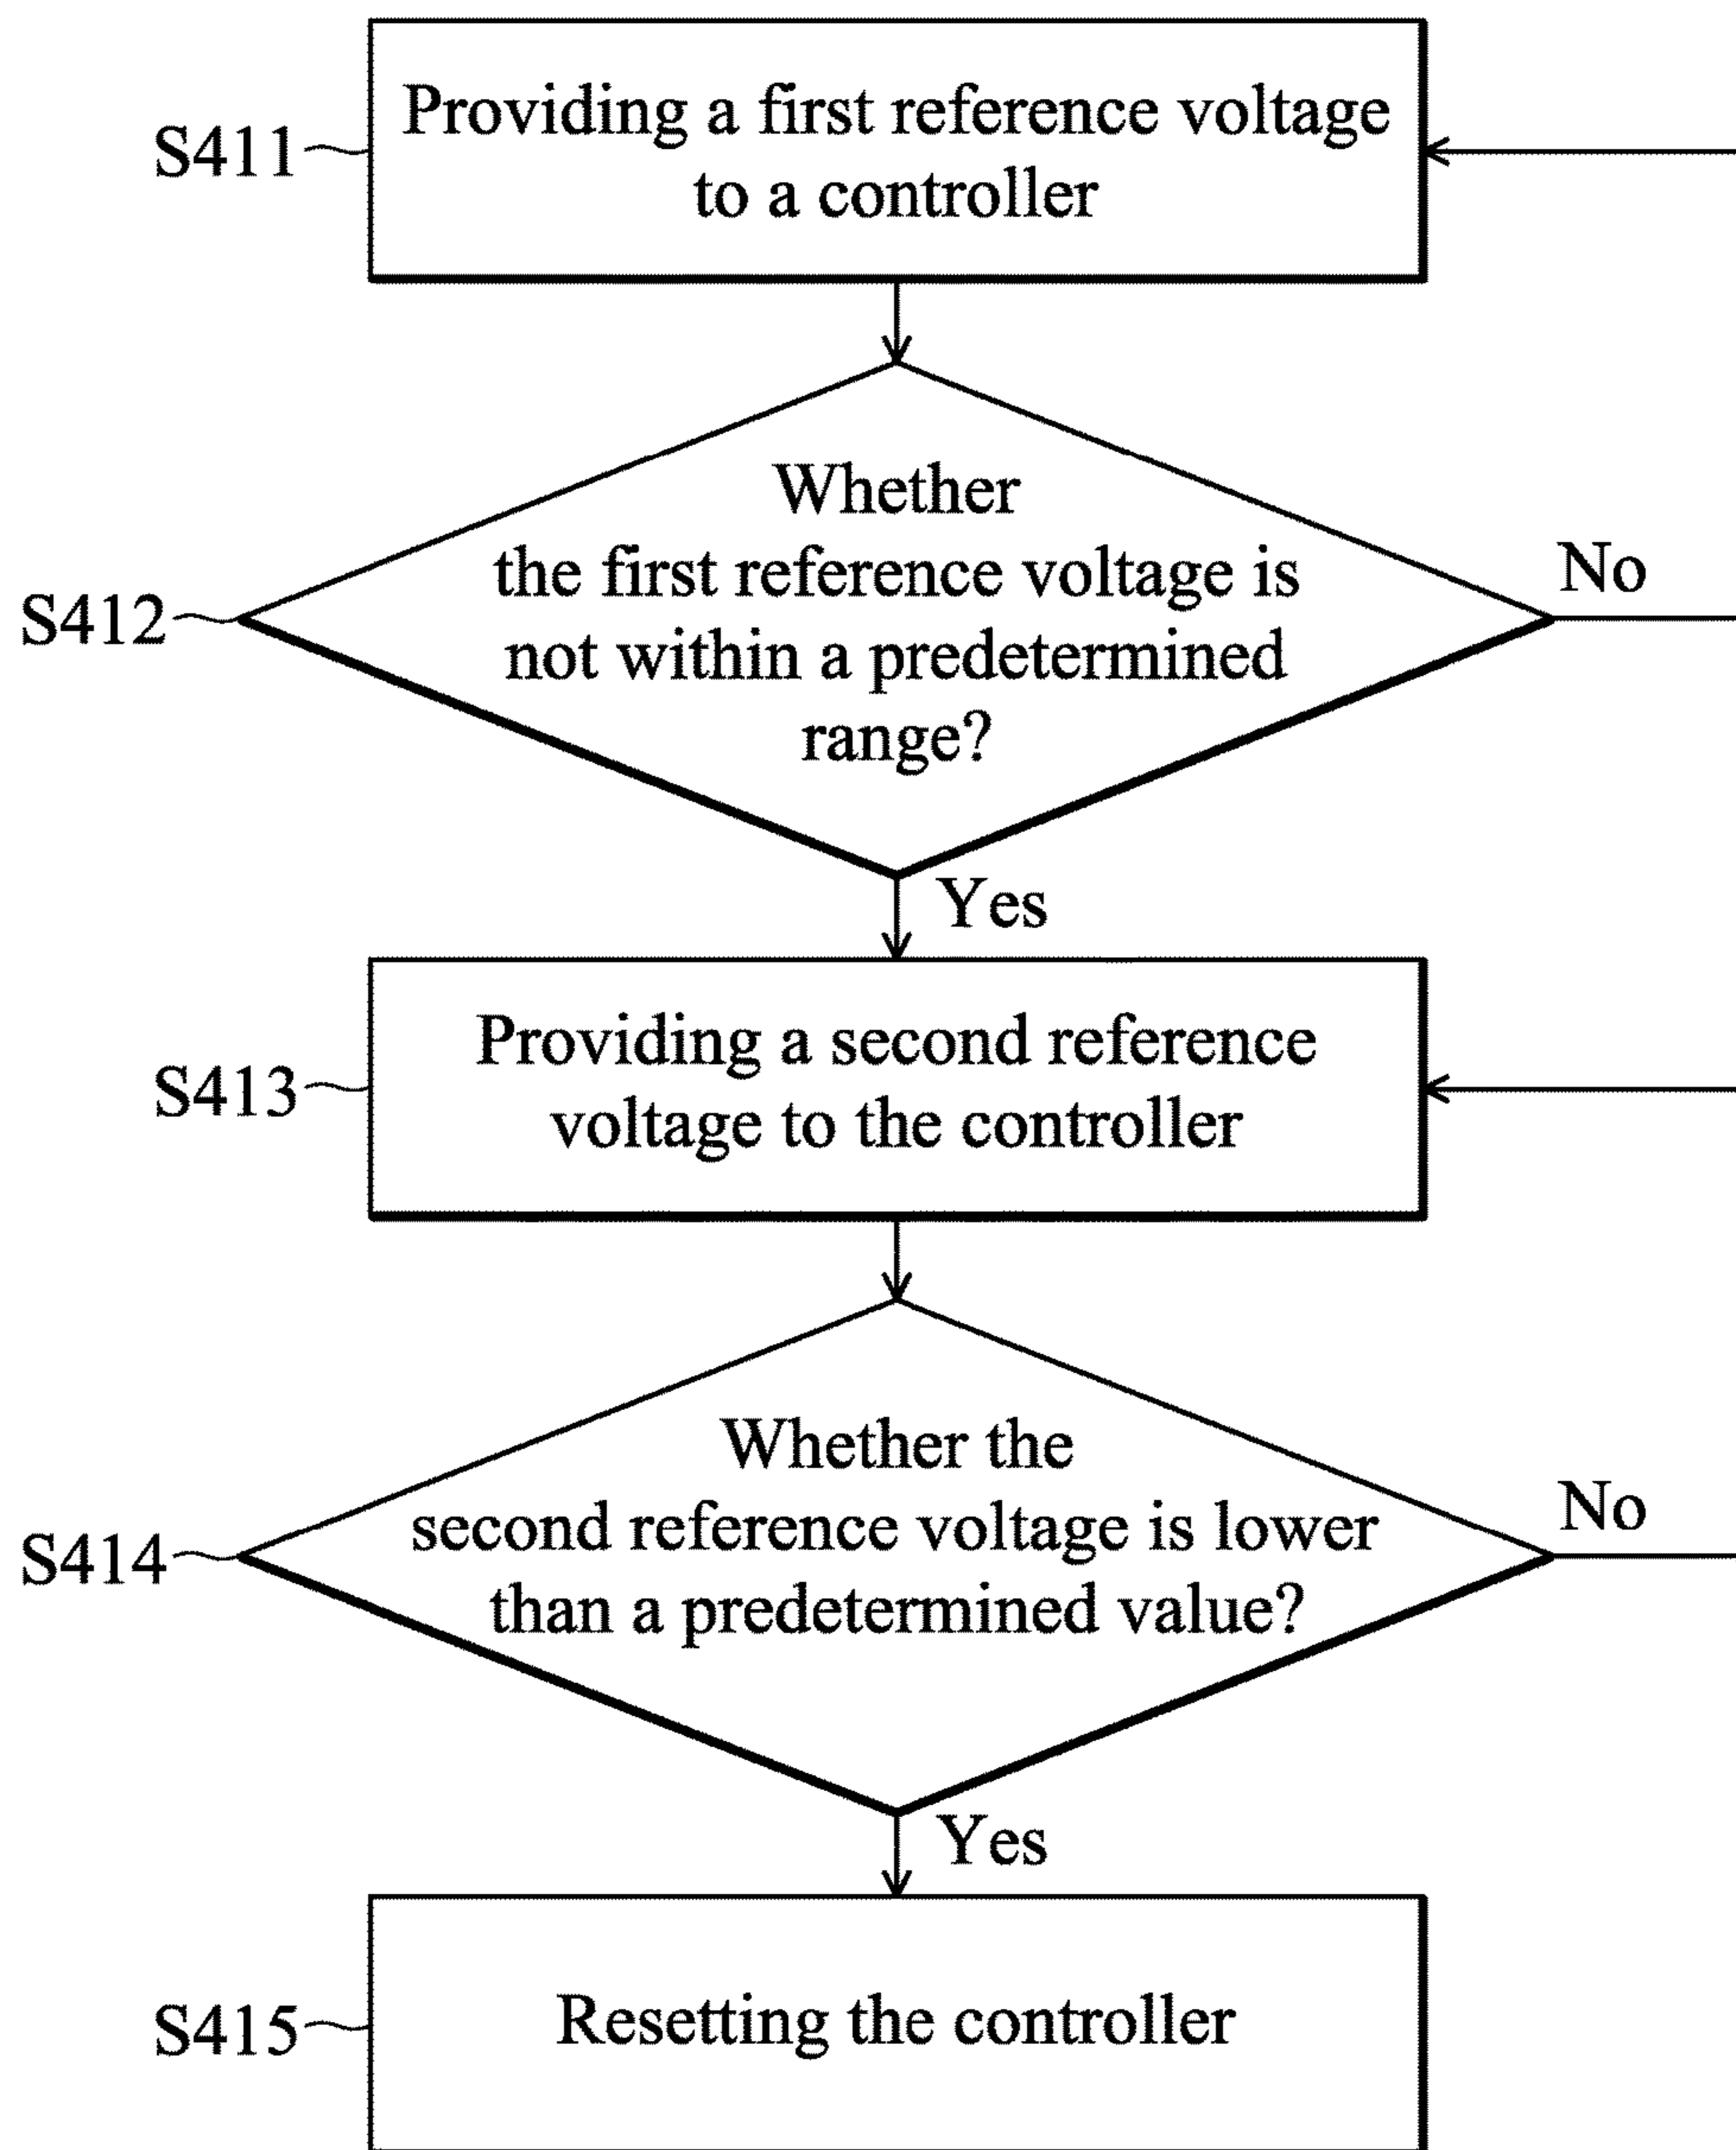 S411
Providing a first reference voltage
to a controller
S412
Whether
the first reference voltage is
not within a predetermined
range?
No
Yes
S413
Providing a second reference
voltage to the controller
S414
Whether the
second reference voltage is lower
than a predetermined value?
No
Yes
S415
Resetting the controller